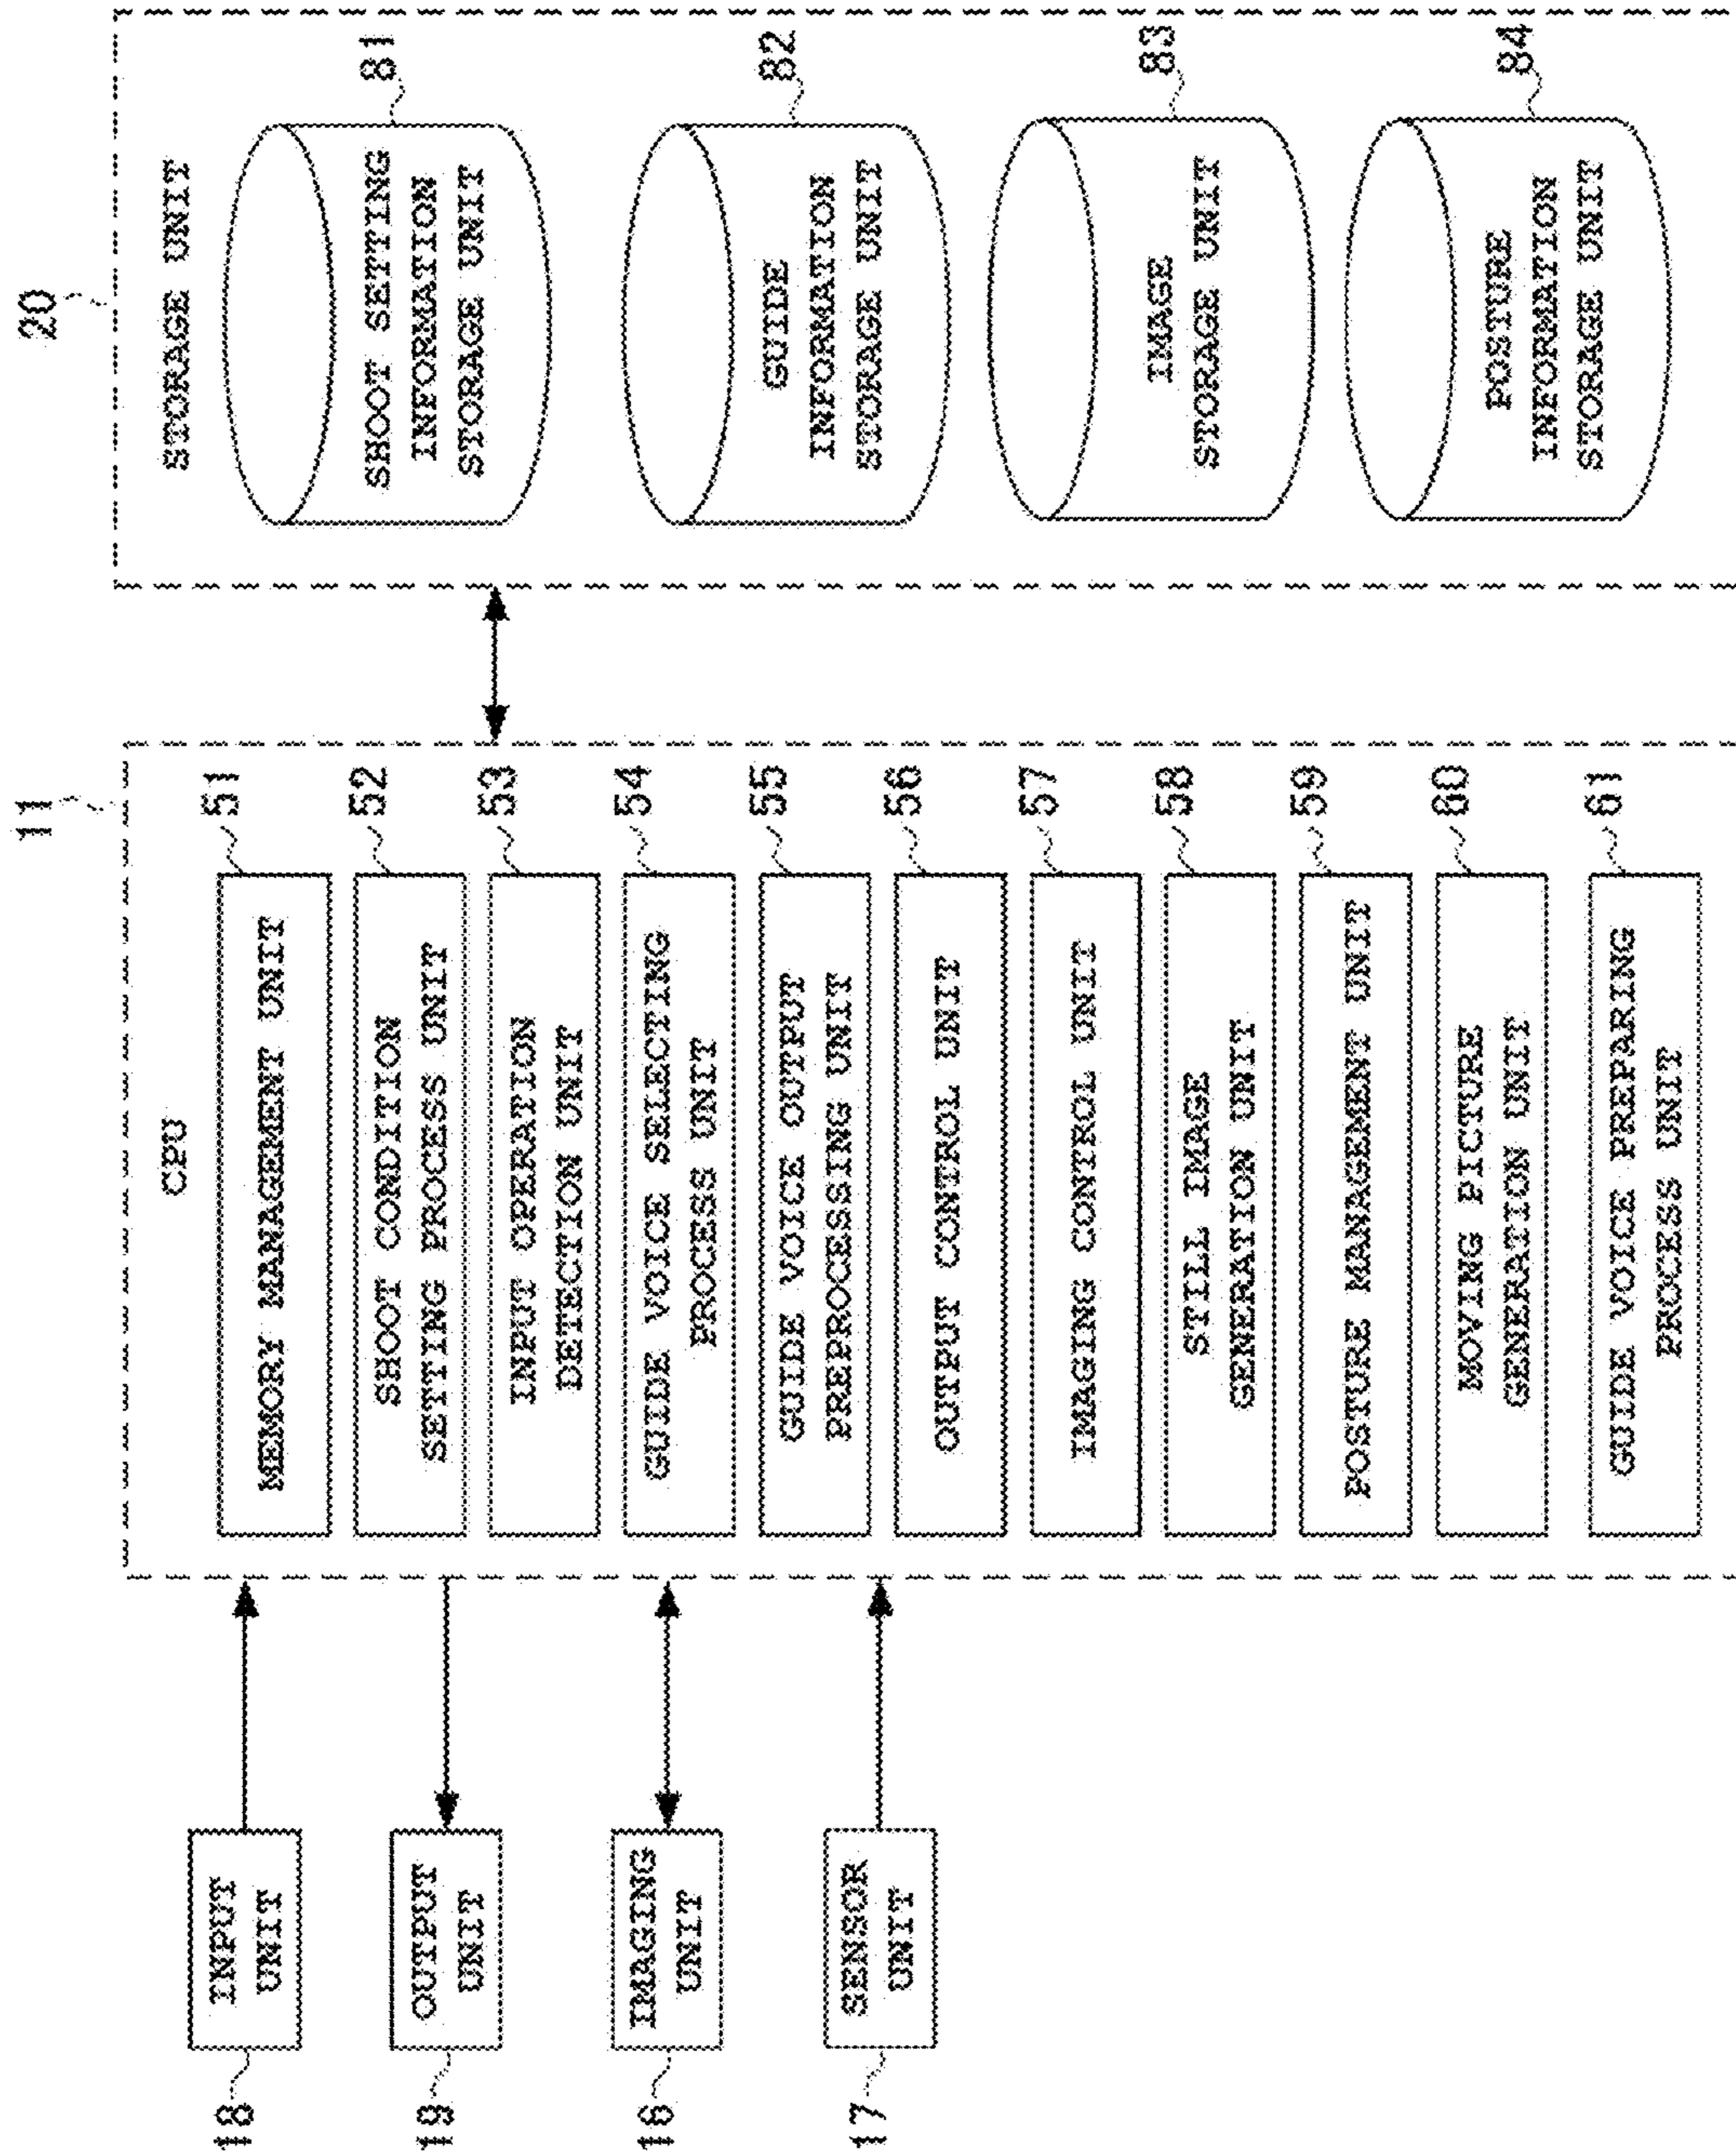 18
INPUT
UNIT
19
OUTPUT
UNIT
16
IMAGING
UNIT
17
SENSOR
UNIT
11
CPU
MEMORY MANAGEMENT UNIT
51
SHOOT CONDITION
SETTING PROCESS UNIT
52
INPUT OPERATION
DETECTION UNIT
53
GUIDE VOICE SELECTING
PROCESS UNIT
54
GUIDE VOICE OUTPUT
PREPROCESSING UNIT
55
OUTPUT CONTROL UNIT
56
IMAGING CONTROL UNIT
57
STILL IMAGE
GENERATION UNIT
58
POSTURE MANAGEMENT UNIT
59
MOVING PICTURE
GENERATION UNIT
60
GUIDE VOICE PREPARING
PROCESS UNIT
61
20
STORAGE UNIT
SHOOT SETTING
INFORMATION
STORAGE UNIT
81
GUIDE
INFORMATION
STORAGE UNIT
82
IMAGE
STORAGE UNIT
83
POSTURE
INFORMATION
STORAGE UNIT
84